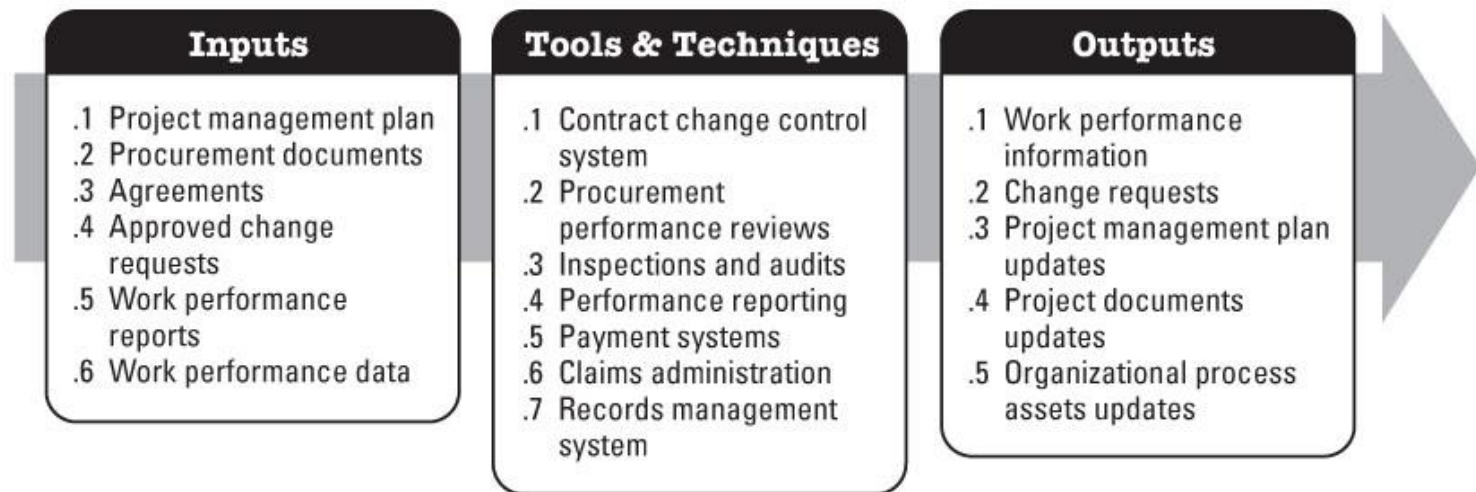 Inputs
.1 Project management plan
.2 Procurement documents
.3 Agreements
.4 Approved change
requests
.5 Work performance
reports
.6 Work performance data
Tools & Techniques
.1 Contract change control
system
.2 Procurement
performance reviews
.3 Inspections and audits
.4 Performance reporting
.5 Payment systems
.6 Claims administration
.7 Records management
system
Outputs
.1 Work performance
information
.2 Change requests
.3 Project management plan
updates
.4 Project documents
updates
.5 Organizational process
assets updates